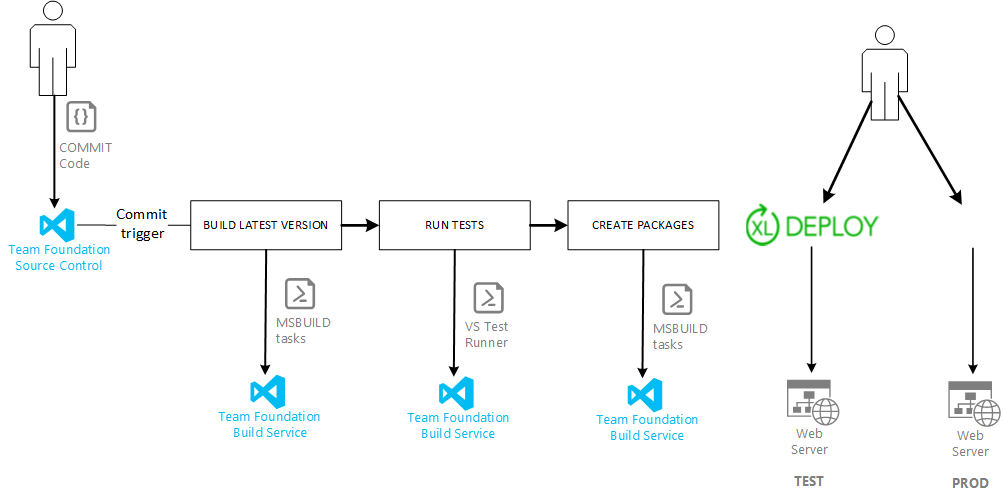 {}
COMMIT
Code
Commit
trigger
Team Foundation
Source Control
BUILD LATEST VERSION
RUN TESTS
CREATE PACKAGES
XL DEPLOY
MSBUILD
tasks
VS Test
Runner
MSBUILD
tasks
Team Foundation
Build Service
Team Foundation
Build Service
Team Foundation
Build Service
Web
Server
TEST
Web
Server
PROD